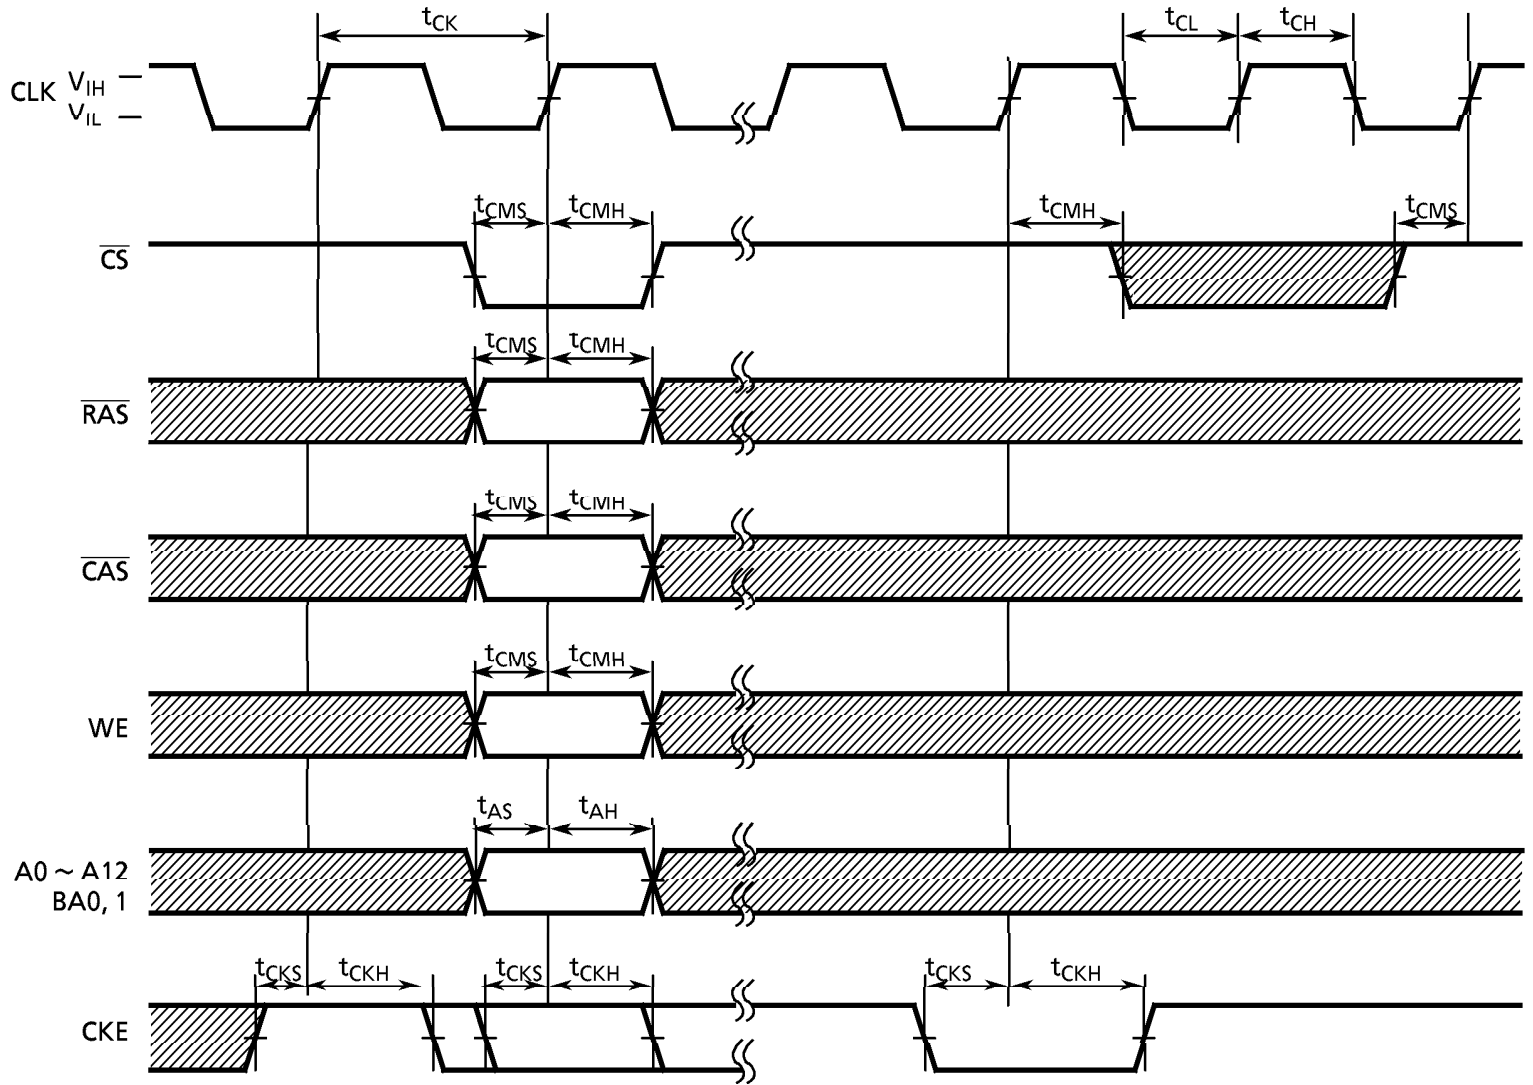 tCK tCL tCH
CLK VIH
VIL
tCMS tCMH tCMH tCMS
CS
tCMS tCMH
RAS
tCMS tCMH
CAS
tCMS tCMH
WE
tAS tAH
A0 ~ A12
BA0, 1
tCKS tCKH tCKS tCKH tCKS tCKH
CKE